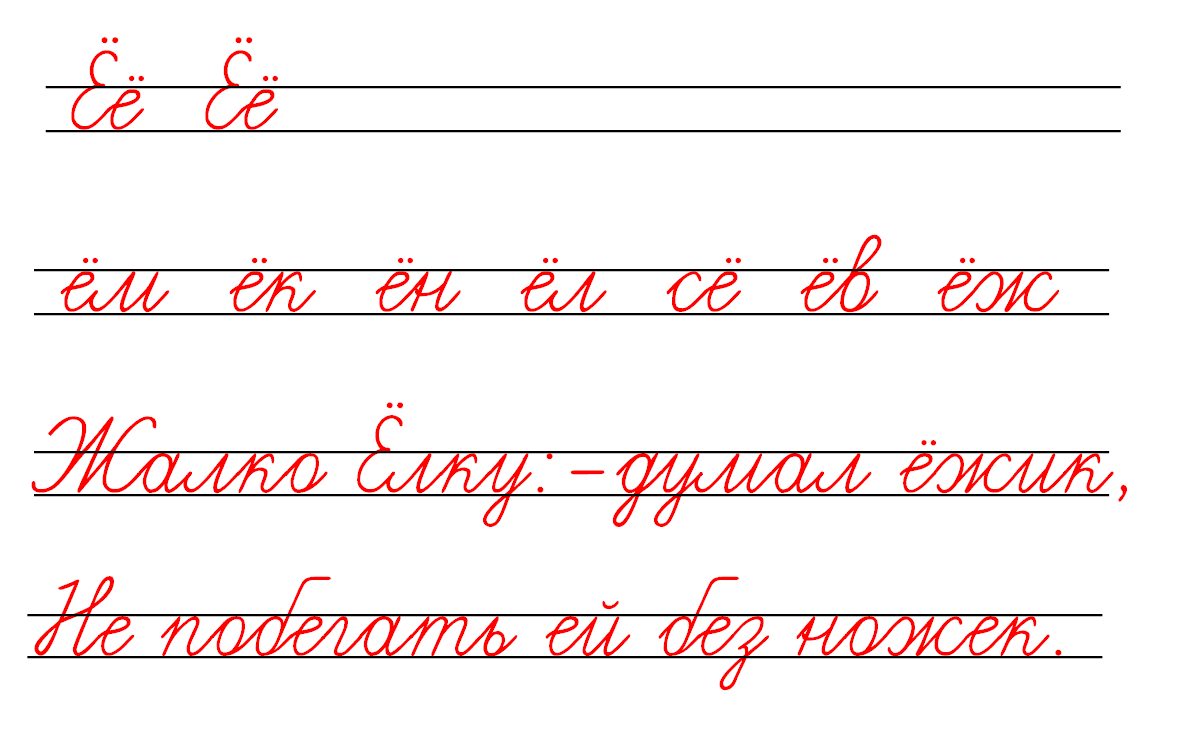 Ёё Ёё
ём ёк ён ёл сё ёв ёж
Жалко Ёлку: -думал ёжик,
Не побегать ей без ножек.